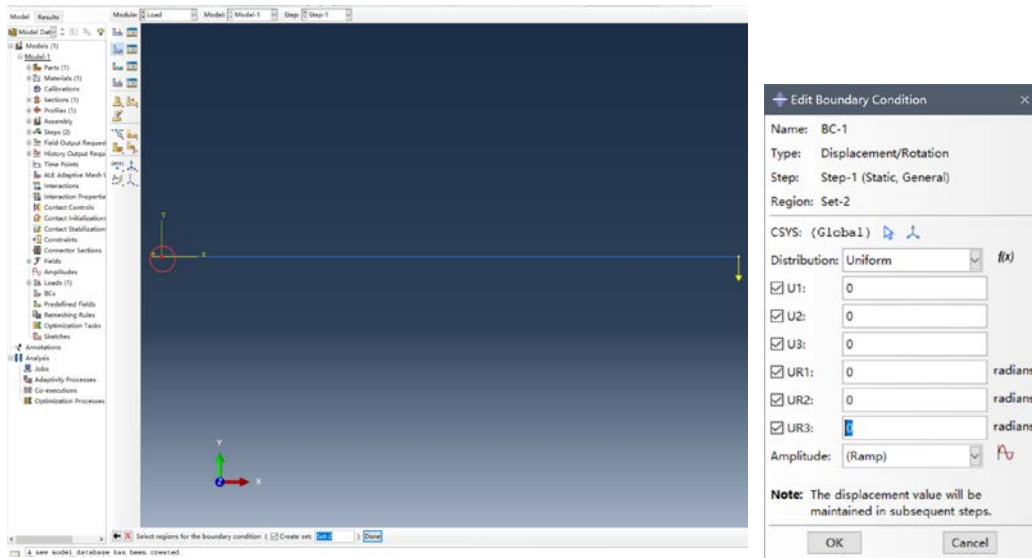 Model Results
Module: Load Model: Model-1 Step: Step-1
Model Dat
Models (1)
Model-1
Parts (1)
Materials (1)
Calibrations
Sections (1)
Profiles (1)
Assembly
Steps (2)
Field Output Request
History Output Requ
Time Points
ALE Adaptive Mesh
Interactions
Interaction Propertie
Contact Controls
Contact Initialization
Contact Stabilization
Constraints
Connector Sections
Fields
Amplitudes
Loads (1)
BCs
Predefined Fields
Remeshing Rules
Optimization Tasks
Sketches
Annotations
Analysis
Jobs
Adaptivity Processes
Co-executions
Optimization Processes
Y
X
Y
Z X
Select regions for the boundary condition ( Create set: Set-2 ) Done
A new model database has been created.
Edit Boundary Condition
Name: BC-1
Type: Displacement/Rotation
Step: Step-1 (Static, General)
Region: Set-2
CSYS: (Global)
Distribution: Uniform f(x)
U1: 0
U2: 0
U3: 0
UR1: 0 radians
UR2: 0 radians
UR3: 0 radians
Amplitude: (Ramp)
Note: The displacement value will be
maintained in subsequent steps.
OK Cancel